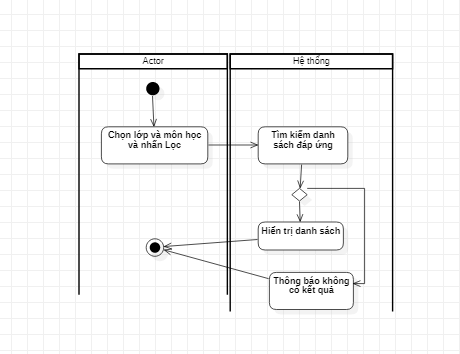 Actor
Hệ thống
Chọn lớp và môn học
và nhấn Lọc
Tìm kiếm danh
sách đáp ứng
Hiển trị danh sách
Thông báo không
có kết quả